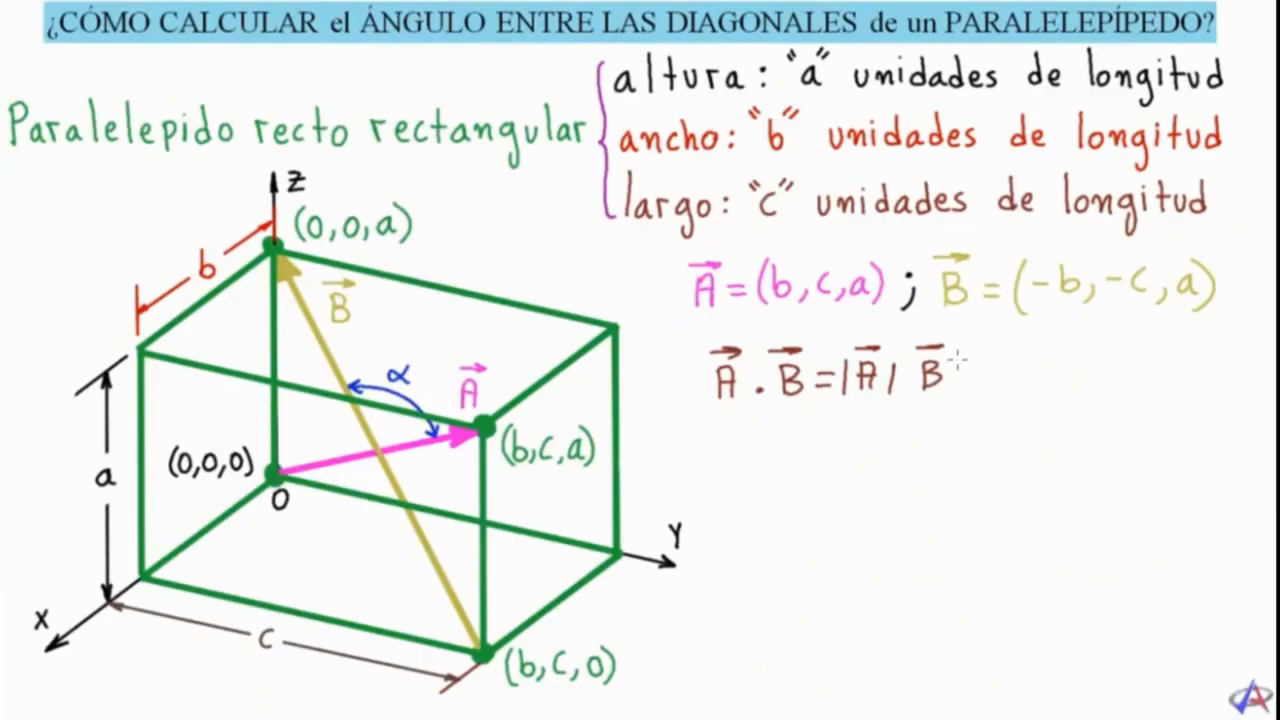 ¿CÓMO CALCULAR el ÁNGULO ENTRE LAS DIAGONALES de un PARALELEPÍPEDO?
altura: "a" unidades de longitud
Paralelepido recto rectangular
ancho: "b" unidades de longitud
largo: "c" unidades de longitud
Z
(0,0,a)
b
B⃗
A⃗=(b,c,a) ; B⃗=(-b,-c,a)
A⃗ . B⃗ =|A⃗| B⃗
α
A⃗
(b,c,a)
(0,0,0)
a
O
Y
X
c
(b,c,0)